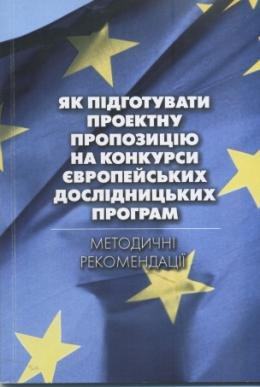 ЯК ПІДГОТУВАТИ
ПРОЕКТНУ
ПРОПОЗИЦІЮ
НА КОНКУРСИ
ЄВРОПЕЙСЬКИХ
ДОСЛІДНИЦЬКИХ
ПРОГРАМ
МЕТОДИЧНІ
РЕКОМЕНДАЦІЇ